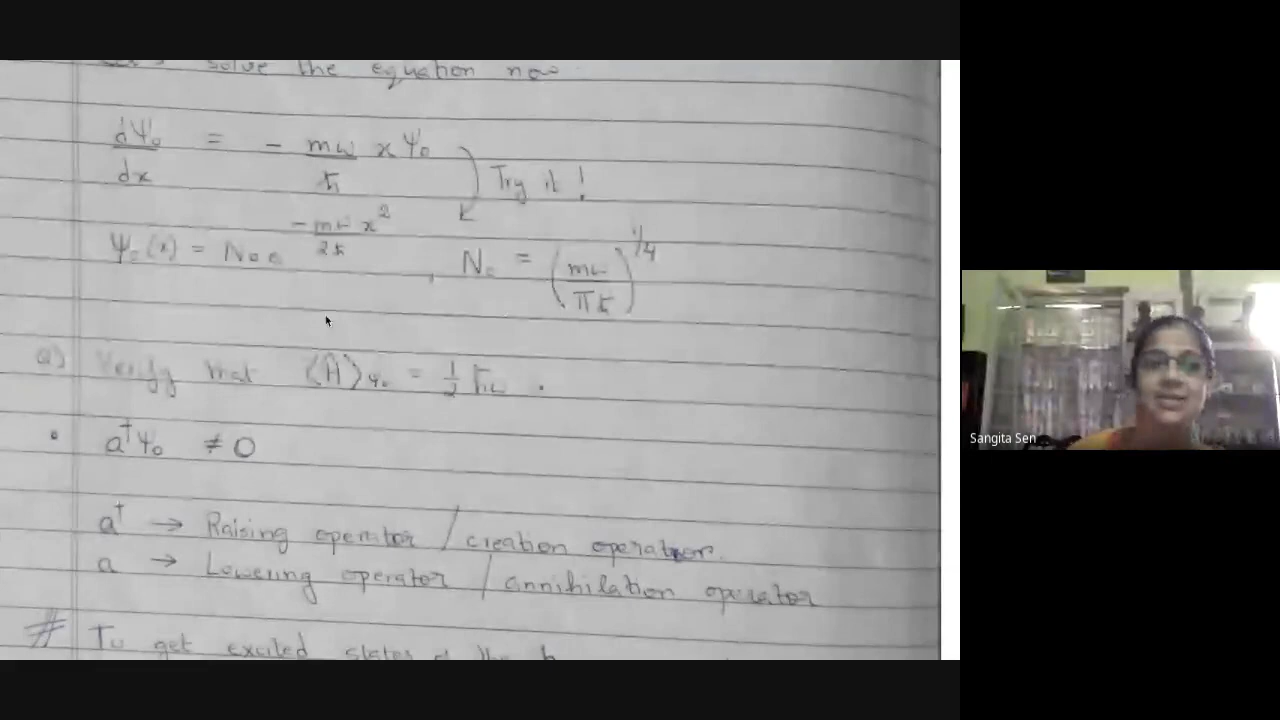 solve the equation now
dΨ₀/dx = - mω/ħ x Ψ₀
Try it!
Ψ₀(x) = N₀ e^(-mω/2ħ x²) , N₀ = (mω/πħ)^(1/4)
Q) Verify that ⟨Ĥ⟩Ψ₀ = 1/2 ħω .
• a†Ψ₀ ≠ 0
a† → Raising operator / creation operator.
a → Lowering operator / annihilation operator
# To get excited states of the
Sangita Sen